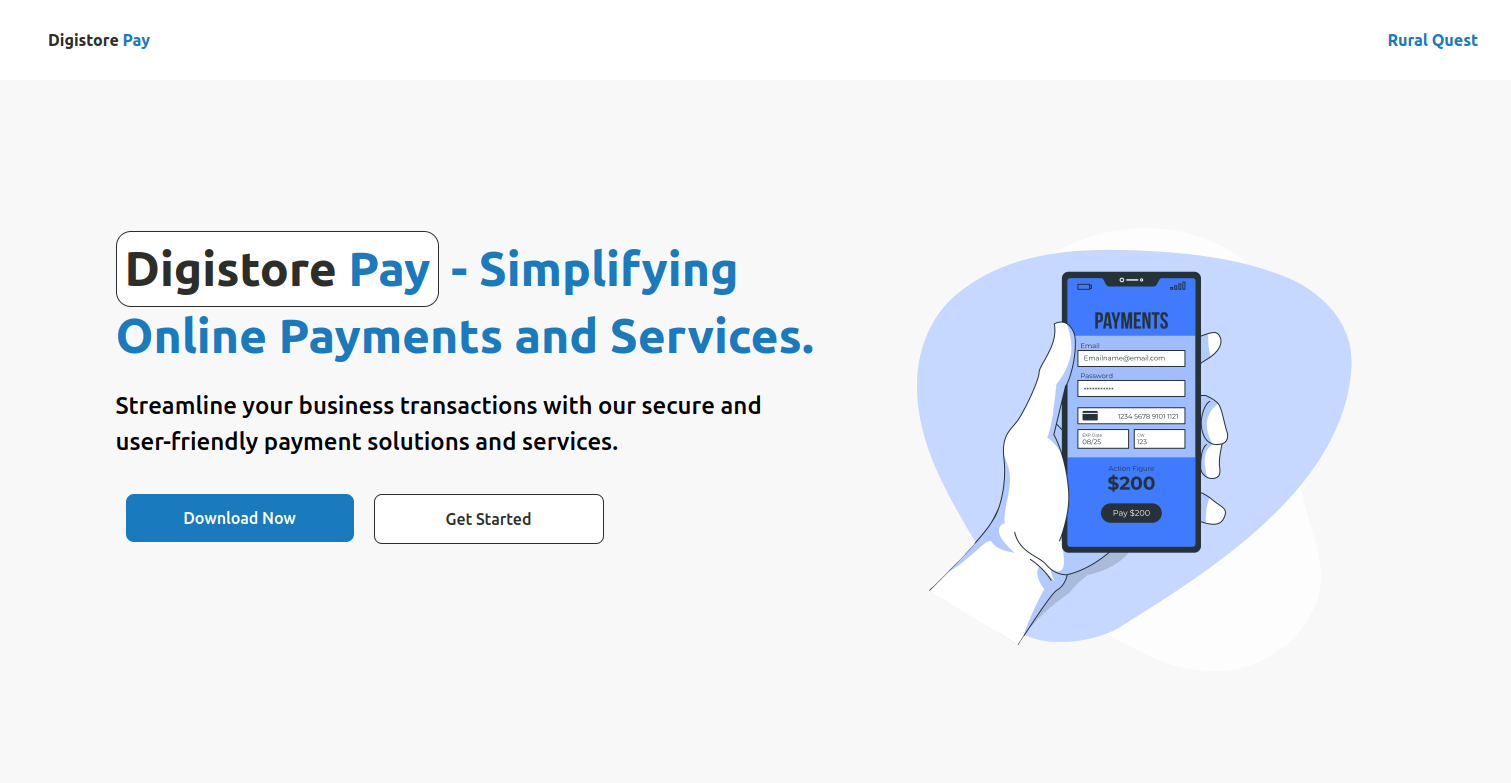 Digistore Pay
Rural Quest
Digistore Pay - Simplifying
Online Payments and Services.
Streamline your business transactions with our secure and
user-friendly payment solutions and services.
Download Now
Get Started
PAYMENTS
Email
Emailname@email.com
Password
***********
1234 5678 9101 1121
EXP Date
CVV
08/25
123
Action Figure
$200
Pay $200